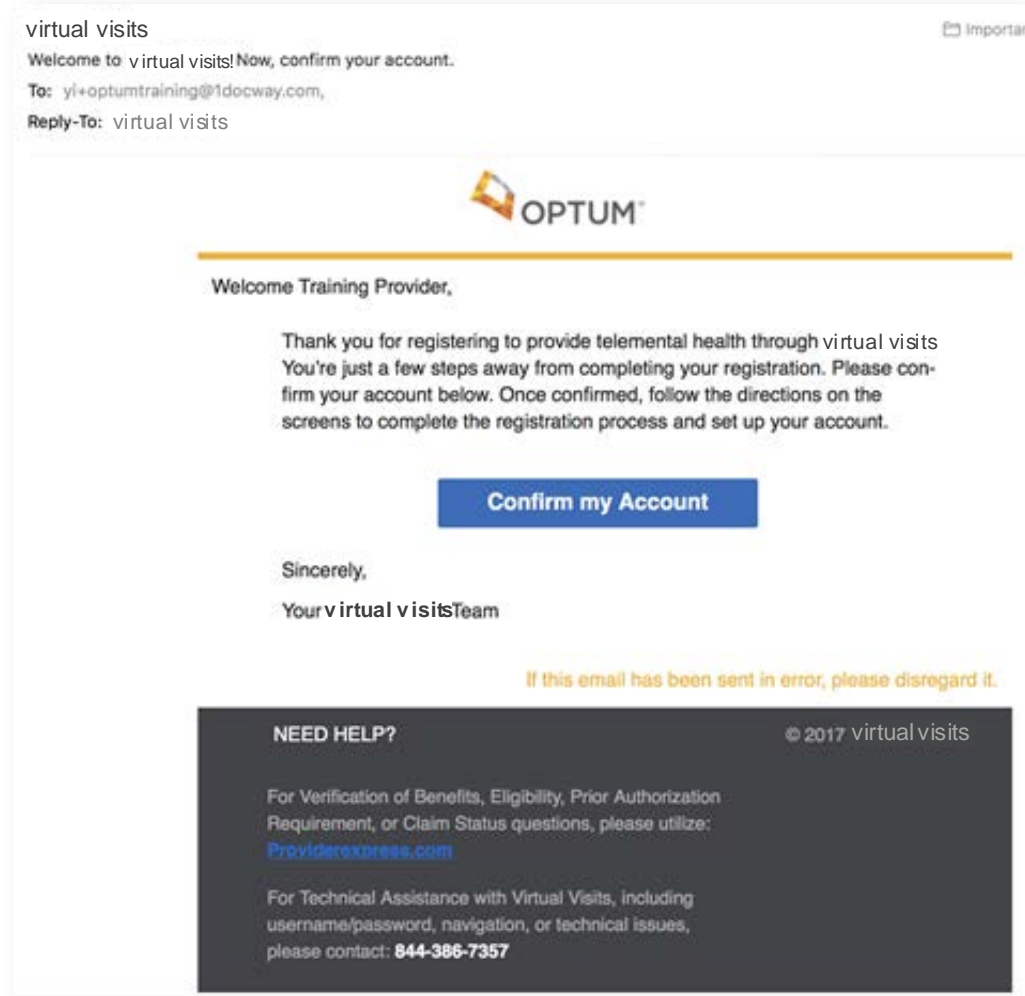 virtual visits
Importan
Welcome to virtual visits! Now, confirm your account.
To: yi+optumtraining@1docway.com,
Reply-To: virtual visits
OPTUM™
Welcome Training Provider,
Thank you for registering to provide telemental health through virtual visits
You're just a few steps away from completing your registration. Please con-
firm your account below. Once confirmed, follow the directions on the
screens to complete the registration process and set up your account.
Confirm my Account
Sincerely,
Your virtual visits Team
If this email has been sent in error, please disregard it.
NEED HELP?
© 2017 virtual visits
For Verification of Benefits, Eligibility, Prior Authorization
Requirement, or Claim Status questions, please utilize:
Providerexpress.com
For Technical Assistance with Virtual Visits, including
username/password, navigation, or technical issues,
please contact: 844-386-7357